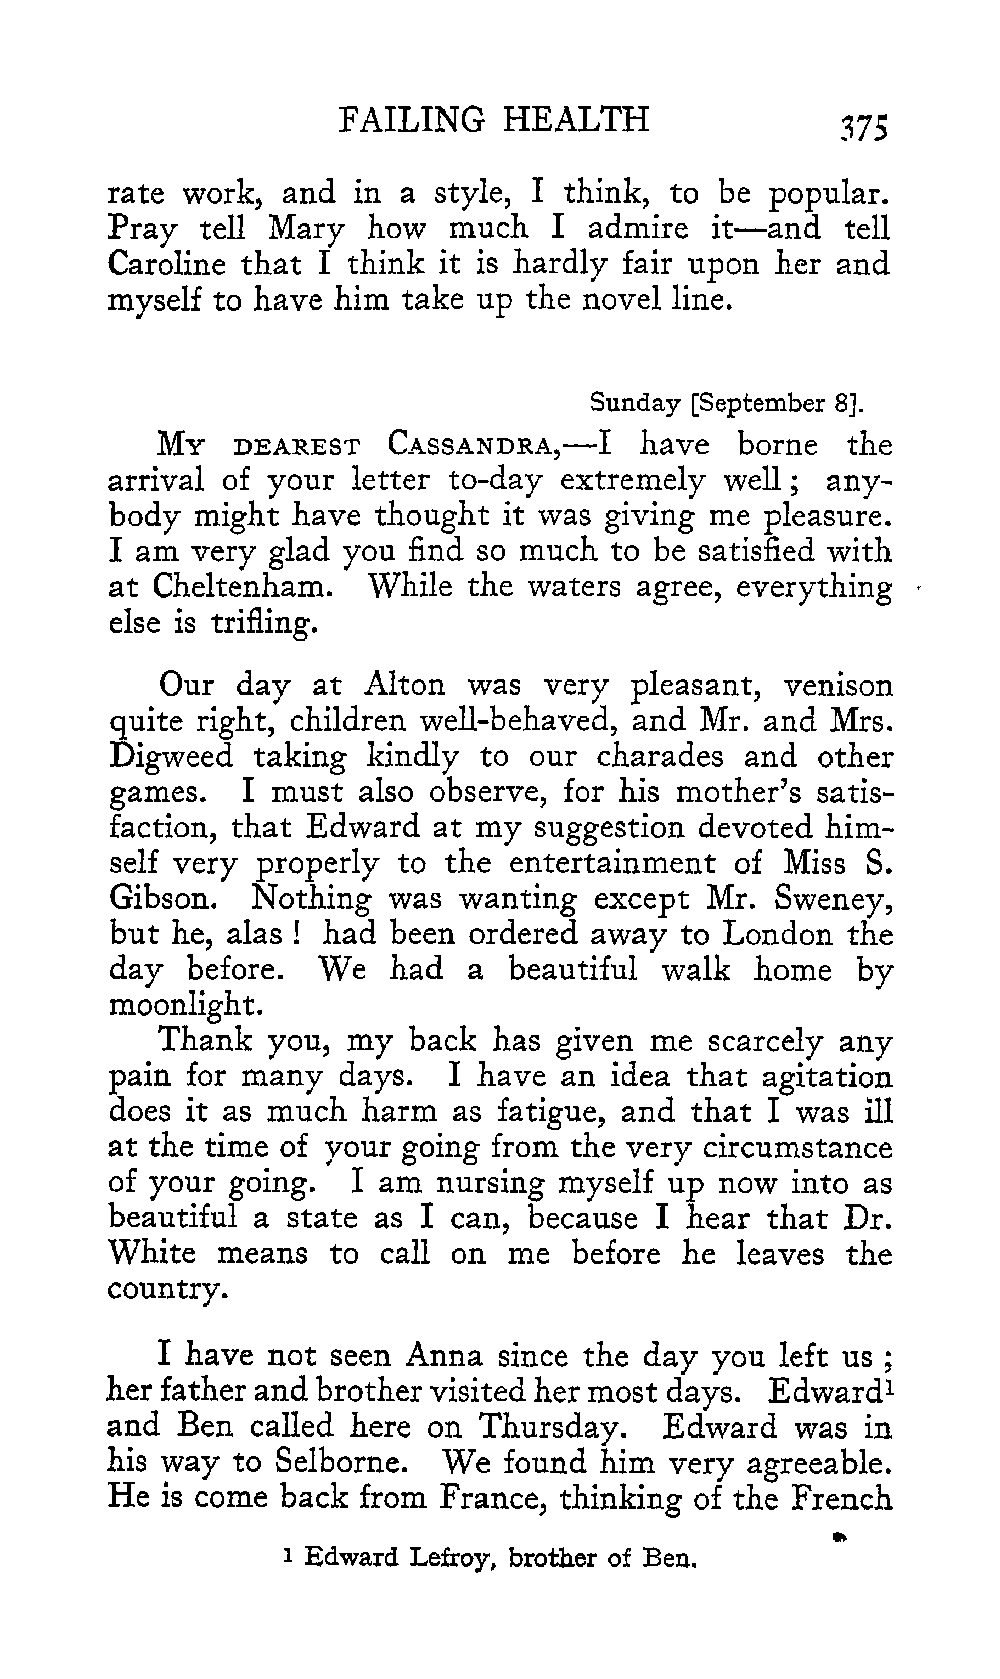 FAILING HEALTH 375
rate work, and in a style, I think, to be popular.
Pray tell Mary how much I admire it—and tell
Caroline that I think it is hardly fair upon her and
myself to have him take up the novel line.
Sunday [September 8].
My dearest Cassandra,—I have borne the
arrival of your letter to-day extremely well ; any-
body might have thought it was giving me pleasure.
I am very glad you find so much to be satisfied with
at Cheltenham. While the waters agree, everything
else is trifling.
Our day at Alton was very pleasant, venison
quite right, children well-behaved, and Mr. and Mrs.
Digweed taking kindly to our charades and other
games. I must also observe, for his mother's satis-
faction, that Edward at my suggestion devoted him-
self very properly to the entertainment of Miss S.
Gibson. Nothing was wanting except Mr. Sweney,
but he, alas ! had been ordered away to London the
day before. We had a beautiful walk home by
moonlight.
Thank you, my back has given me scarcely any
pain for many days. I have an idea that agitation
does it as much harm as fatigue, and that I was ill
at the time of your going from the very circumstance
of your going. I am nursing myself up now into as
beautiful a state as I can, because I hear that Dr.
White means to call on me before he leaves the
country.
I have not seen Anna since the day you left us ;
her father and brother visited her most days. Edward¹
and Ben called here on Thursday. Edward was in
his way to Selborne. We found him very agreeable.
He is come back from France, thinking of the French
1 Edward Lefroy, brother of Ben.